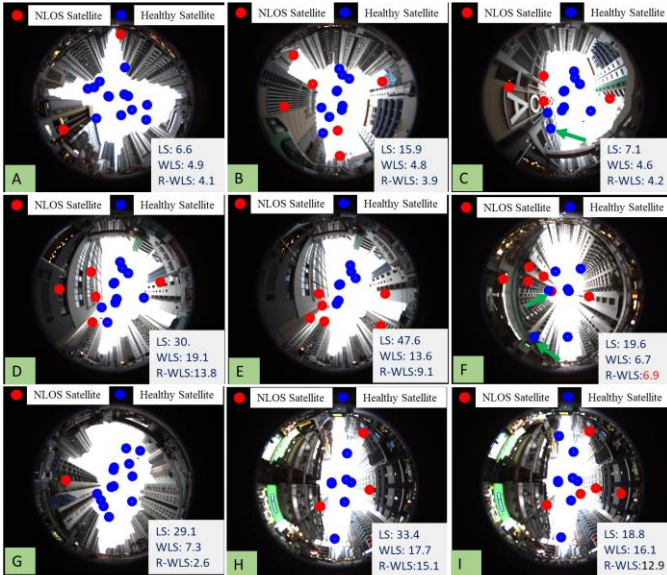 NLOS Satellite Healthy Satellite
LS: 6.6
WLS: 4.9
R-WLS: 4.1
A
NLOS Satellite Healthy Satellite
LS: 15.9
WLS: 4.8
R-WLS: 3.9
B
NLOS Satellite Healthy Satellite
LS: 7.1
WLS: 4.6
R-WLS: 4.2
C
NLOS Satellite Healthy Satellite
LS: 30.
WLS: 19.1
R-WLS:13.8
D
NLOS Satellite Healthy Satellite
LS: 47.6
WLS: 13.6
R-WLS:9.1
E
NLOS Satellite Healthy Satellite
LS: 19.6
WLS: 6.7
R-WLS:6.9
F
NLOS Satellite Healthy Satellite
LS: 29.1
WLS: 7.3
R-WLS:2.6
G
NLOS Satellite Healthy Satellite
LS: 33.4
WLS: 17.7
R-WLS:15.1
H
NLOS Satellite Healthy Satellite
LS: 18.8
WLS: 16.1
R-WLS:12.9
I